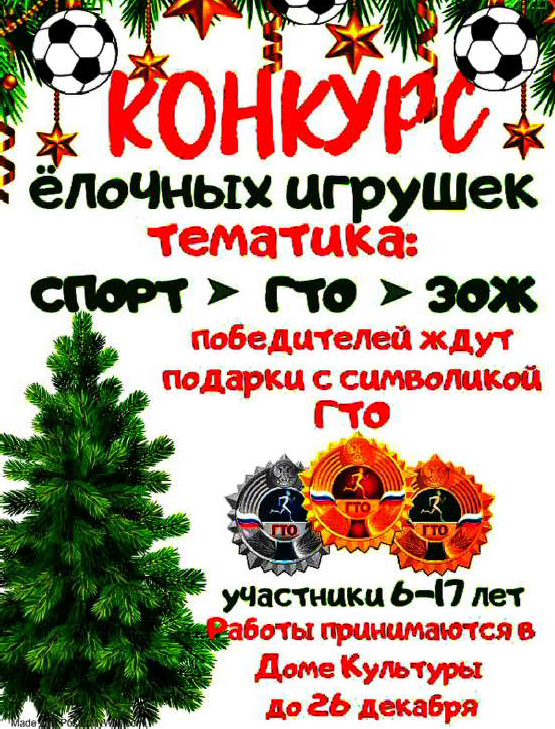 КОНКУРС
ёлочных игрушек
тематика:
СПОРТ ➤ ГТО ➤ ЗОЖ
победителей ждут
подарки с символикой
ГТО
ГТО ГТО ГТО
участники 6-17 лет
Работы принимаются в
Доме Культуры
до 26 декабря
Made